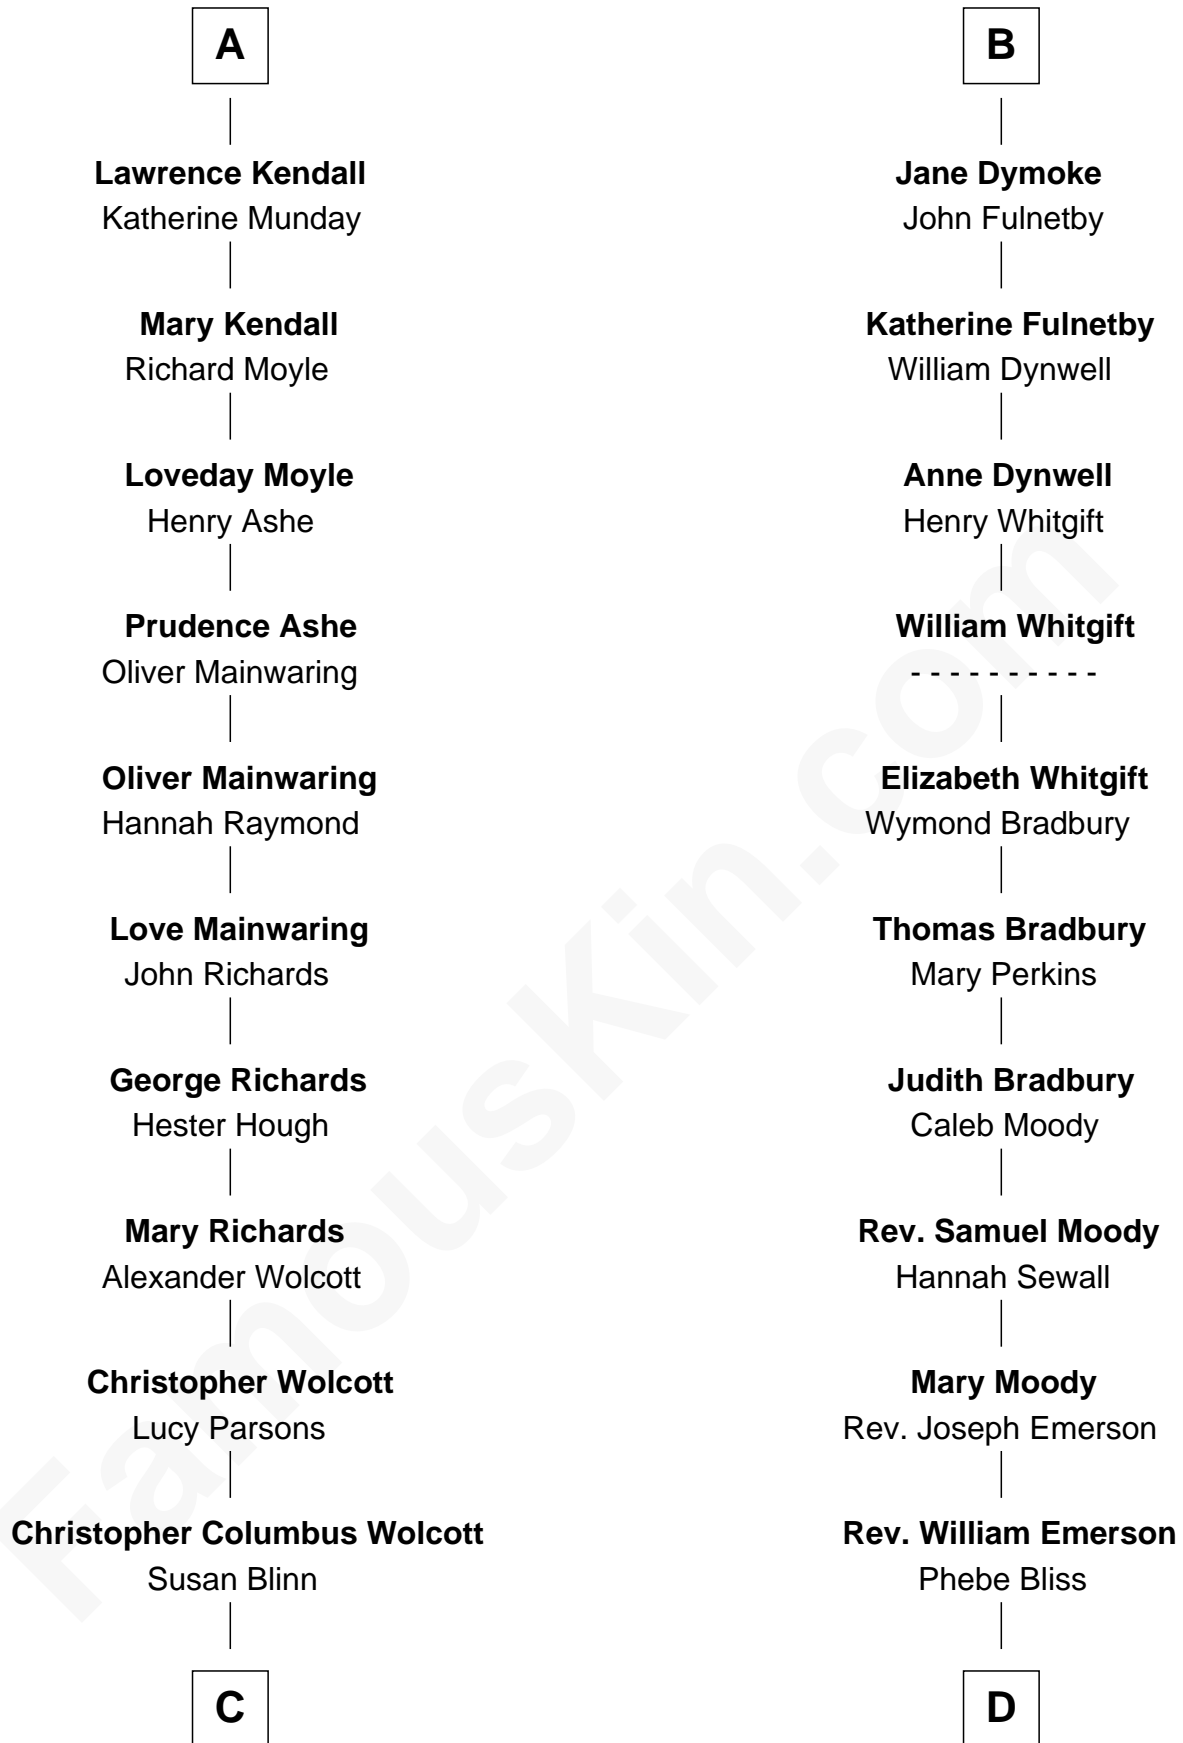 A
Lawrence Kendall
Katherine Munday
Mary Kendall
Richard Moyle
Loveday Moyle
Henry Ashe
Prudence Ashe
Oliver Mainwaring
Oliver Mainwaring
Hannah Raymond
Love Mainwaring
John Richards
George Richards
Hester Hough
Mary Richards
Alexander Wolcott
Christopher Wolcott
Lucy Parsons
Christopher Columbus Wolcott
Susan Blinn
C
B
Jane Dymoke
John Fulnetby
Katherine Fulnetby
William Dynwell
Anne Dynwell
Henry Whitgift
William Whitgift
- - - - - - - - - -
Elizabeth Whitgift
Wymond Bradbury
Thomas Bradbury
Mary Perkins
Judith Bradbury
Caleb Moody
Rev. Samuel Moody
Hannah Sewall
Mary Moody
Rev. Joseph Emerson
Rev. William Emerson
Phebe Bliss
D
FamousKin.com